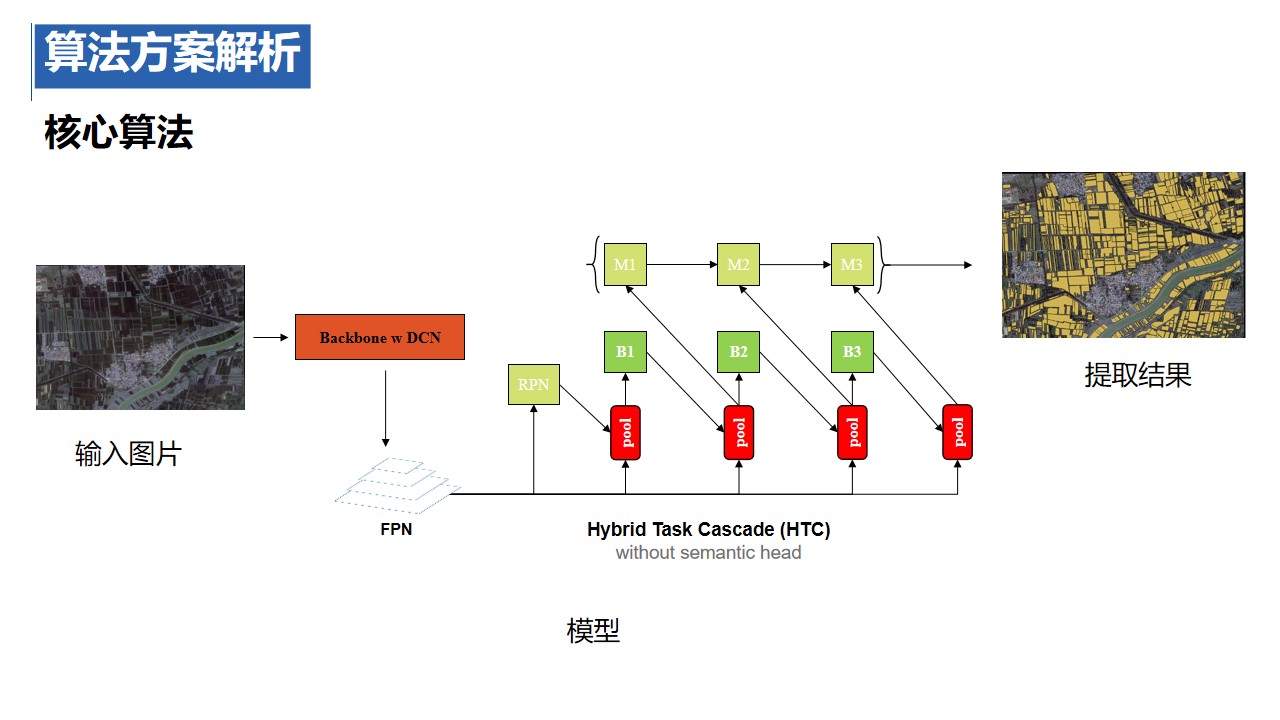 算法方案解析
核心算法
输入图片
Backbone w DCN
FPN
RPN
M1
M2
M3
B1
B2
B3
pool
pool
pool
pool
Hybrid Task Cascade (HTC)
without semantic head
提取结果
模型